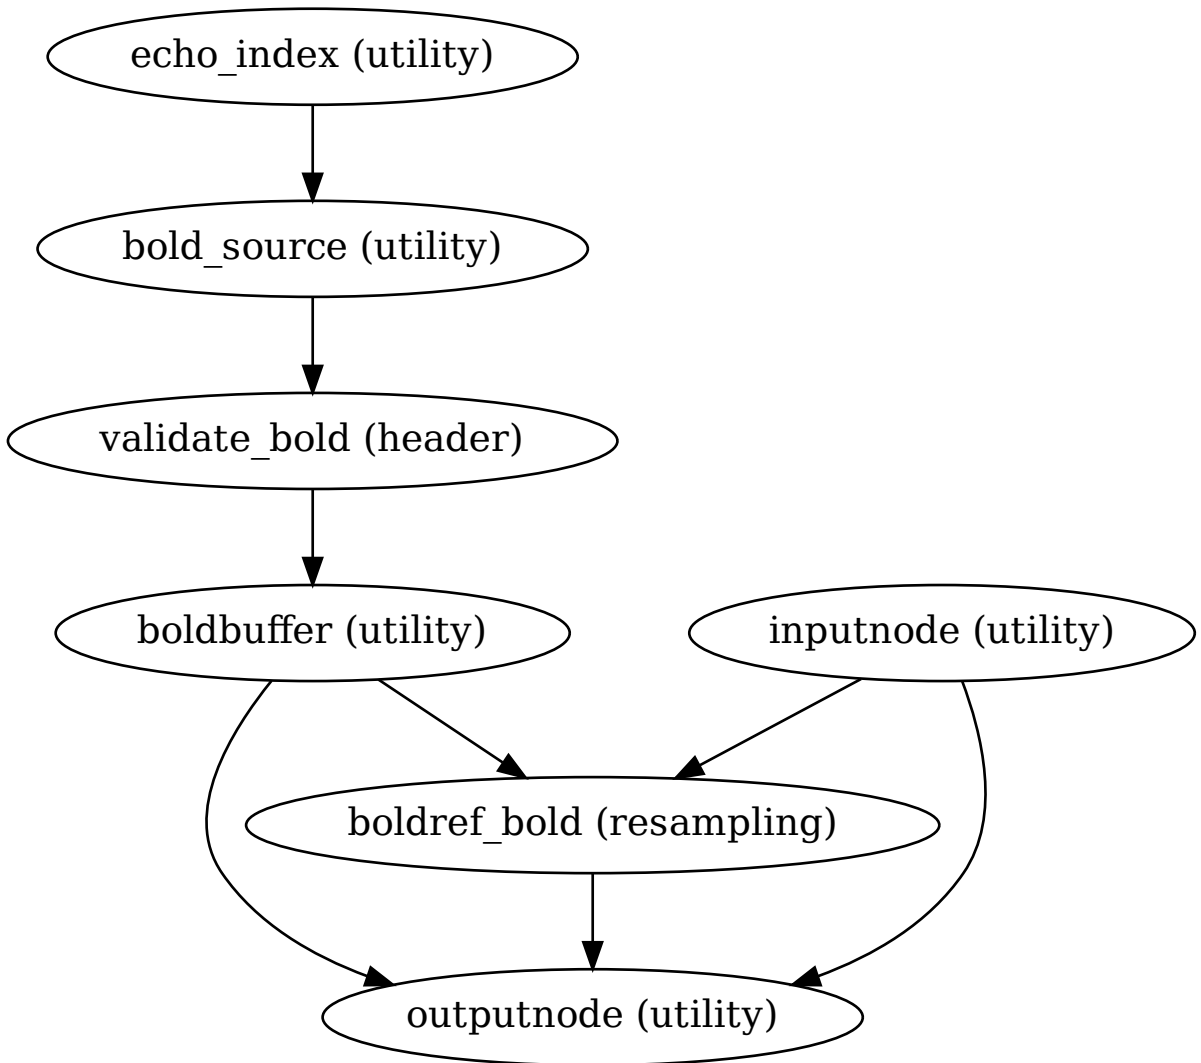 echo_index (utility)
bold_source (utility)
validate_bold (header)
boldbuffer (utility)
inputnode (utility)
boldref_bold (resampling)
outputnode (utility)